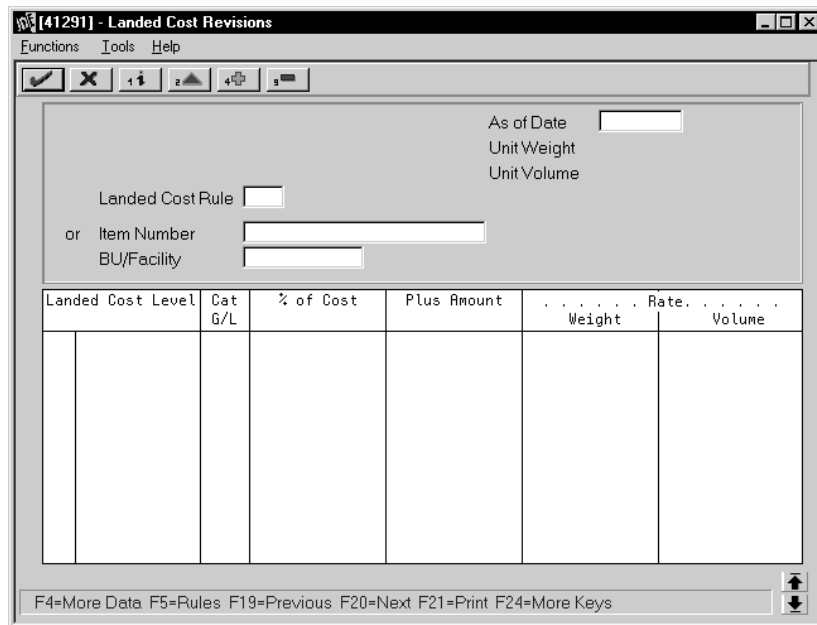 [41291] - Landed Cost Revisions
Functions Tools Help
1 i 2 4 9
As of Date
Unit Weight
Unit Volume
Landed Cost Rule
or Item Number
BU/Facility
Landed Cost Level Cat % of Cost Plus Amount . . . . . . Rate. . . . . .
G/L Weight Volume
F4=More Data F5=Rules F19=Previous F20=Next F21=Print F24=More Keys